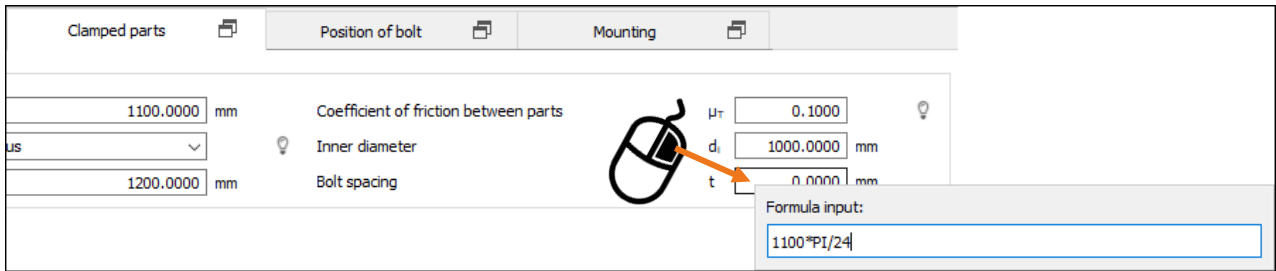 Clamped parts Position of bolt Mounting
1100.0000 mm Coefficient of friction between parts μT 0.1000
us Inner diameter di 1000.0000 mm
1200.0000 mm Bolt spacing t 0.0000 mm
Formula input:
1100*PI/24